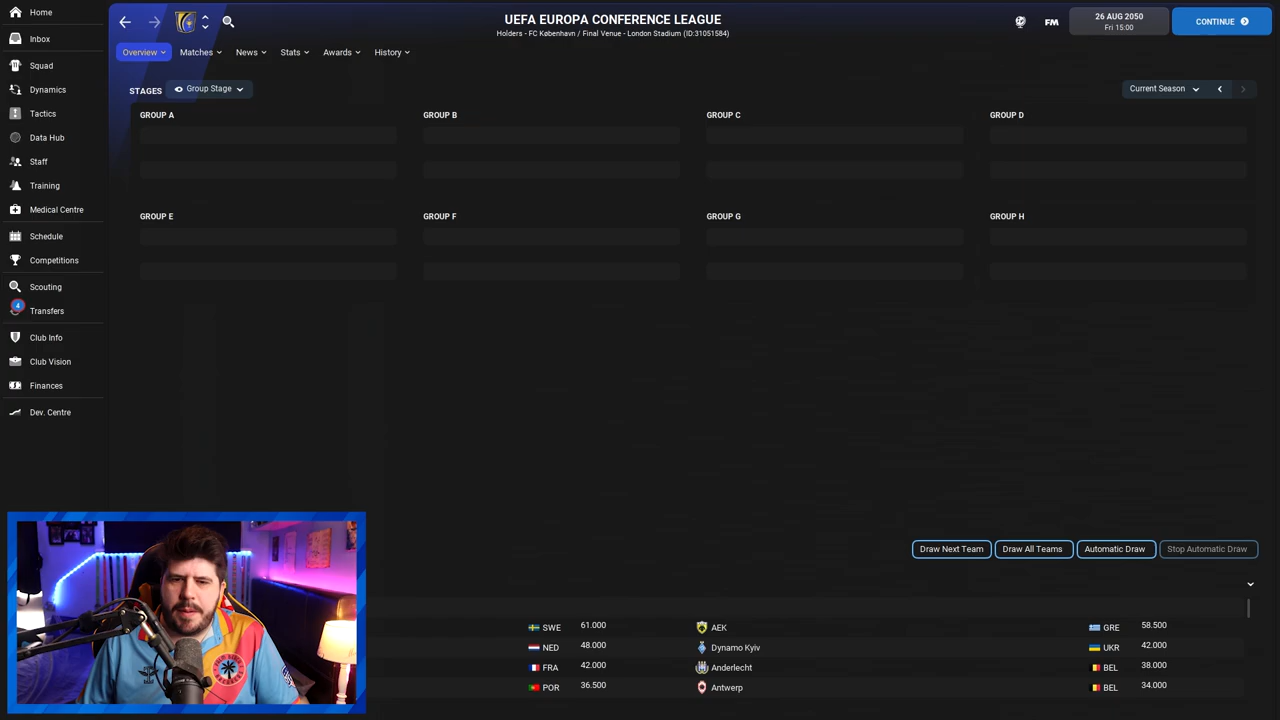 Home
Inbox
Squad
Dynamics
Tactics
Data Hub
Staff
Training
Medical Centre
Schedule
Competitions
Scouting
4
Transfers
Club Info
Club Vision
Finances
Dev. Centre
UEFA EUROPA CONFERENCE LEAGUE
Holders - FC København / Final Venue - London Stadium (ID:31051584)
FM
26 AUG 2050
Fri 15:00
CONTINUE
Overview
Matches
News
Stats
Awards
History
STAGES
Group Stage
Current Season
GROUP A
GROUP B
GROUP C
GROUP D
GROUP E
GROUP F
GROUP G
GROUP H
Draw Next Team
Draw All Teams
Automatic Draw
Stop Automatic Draw
SWE 61.000 AEK GRE 58.500
NED 48.000 Dynamo Kyiv UKR 42.000
FRA 42.000 Anderlecht BEL 38.000
POR 36.500 Antwerp BEL 34.000